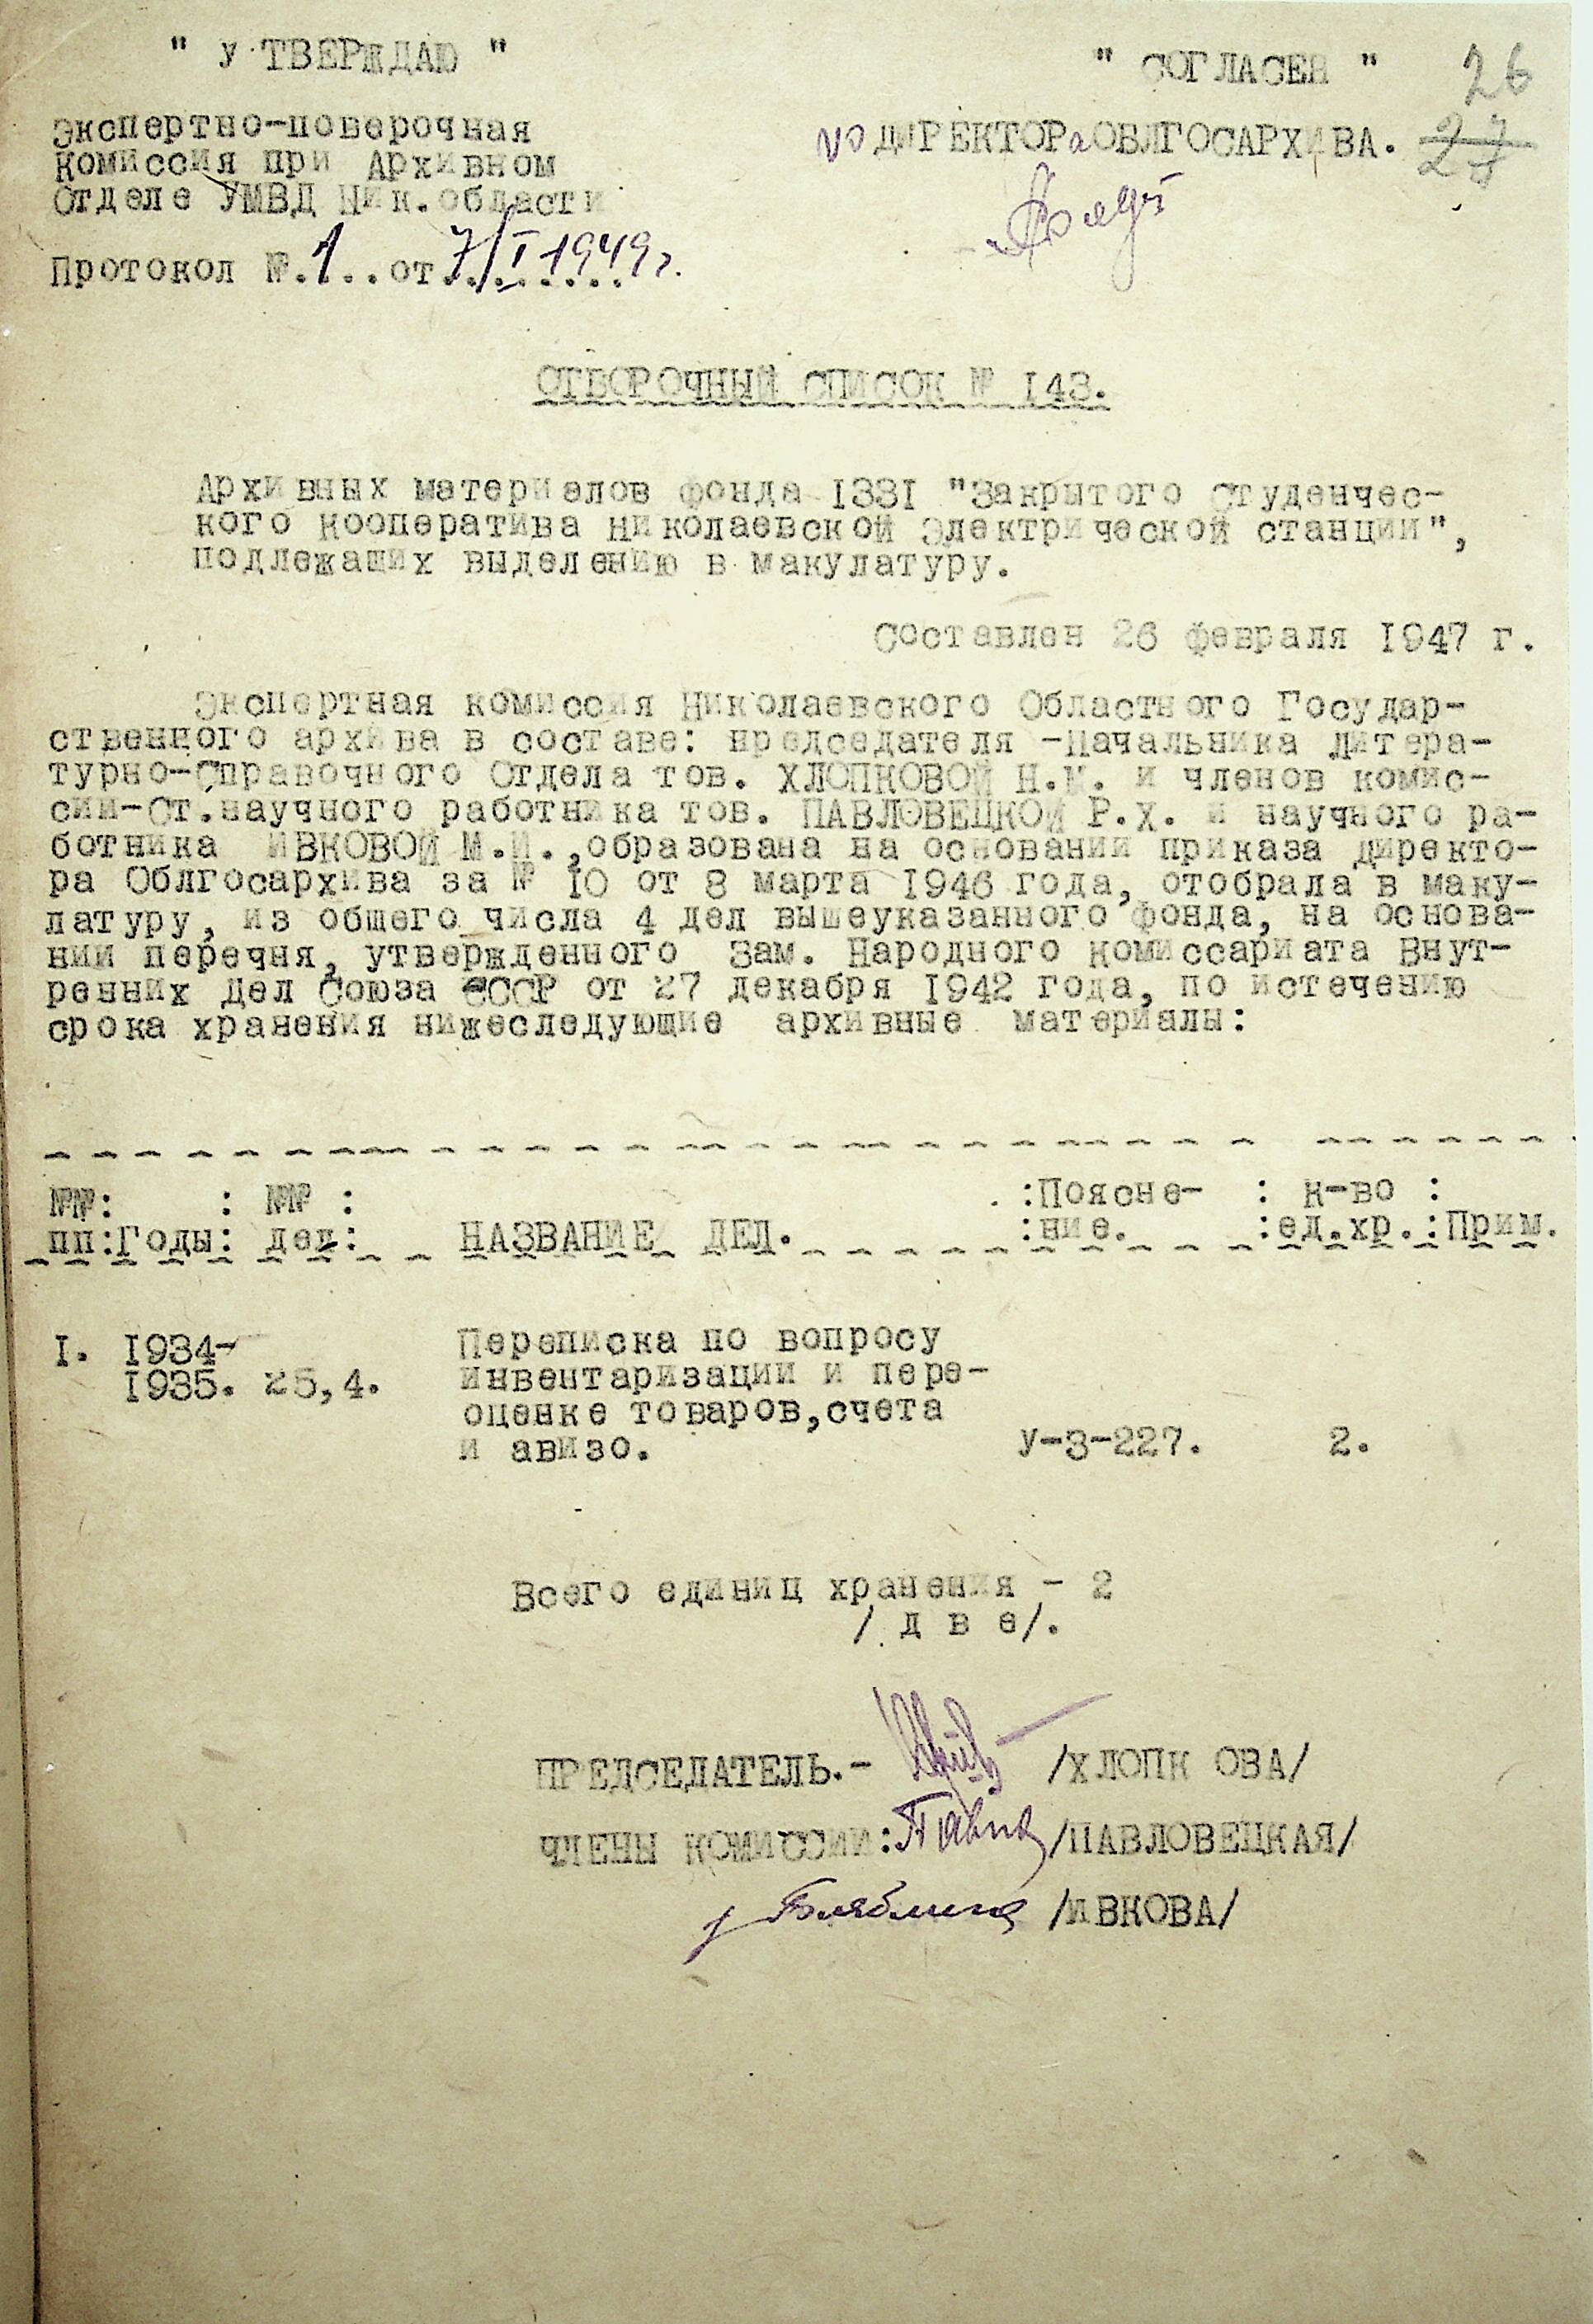 " УТВЕРЖДАЮ "
" СОГЛАСЕН "
26
27
Экспертно-поверочная
Комиссия при Архивном
Отделе УМВД Ник.области
ио ДИРЕКТОРа ОБЛГОСАРХИВА.
Протокол №.1..от 7/I 1949 г.
ОТБОРОЧНЫЙ СПИСОК № 143.
Архивных материалов фонда 1331 "Закрытого Студенчес-
кого Кооператива Николаевской Электрической станции",
подлежащих выделению в макулатуру.
Составлен 26 февраля 1947 г.
Экспертная комиссия Николаевского Областного Государ-
ственного архива в составе: председателя -Начальника Литера-
турно-Справочного Отдела тов. ХЛОПКОВОЙ Н.И. и членов комис-
сии-Ст.научного работника тов. ПАВЛОВЕЦКОЙ Р.Х. и научного ра-
ботника ИВКОВОЙ М.И.,образована на основании приказа Директо-
ра Облгосархива за № 10 от 8 марта 1946 года, отобрала в маку-
латуру, из общего числа 4 дел вышеуказанного фонда, на основа-
нии перечня, утвержденного Зам. Народного Комиссариата Внут-
ренних Дел Союза ССР от 27 декабря 1942 года, по истечению
срока хранения нижеследующие архивные материалы:
№№: : №№ : :Поясне- : К-во :
пп:Годы: дел: НАЗВАНИЕ ДЕЛ. :ние. :ед.хр.:Прим.
I. 1934- Переписка по вопросу
1935. 25,4. инвентаризации и пере-
оценке товаров,счета
и авизо. У-3-227. 2.
Всего единиц хранения - 2
/ д в е/.
ПРЕДСЕДАТЕЛЬ.- /ХЛОПК ОВА/
ЧЛЕНЫ КОМИССИИ: /ПАВЛОВЕЦКАЯ/
/ИВКОВА/